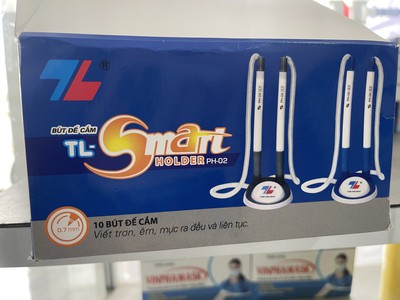 TL®
BÚT ĐẾ CẮM
TL-Smart
HOLDER PH-02
0.7 mm
10 BÚT ĐẾ CẮM
Viết trơn, êm, mực ra đều và liên tục.